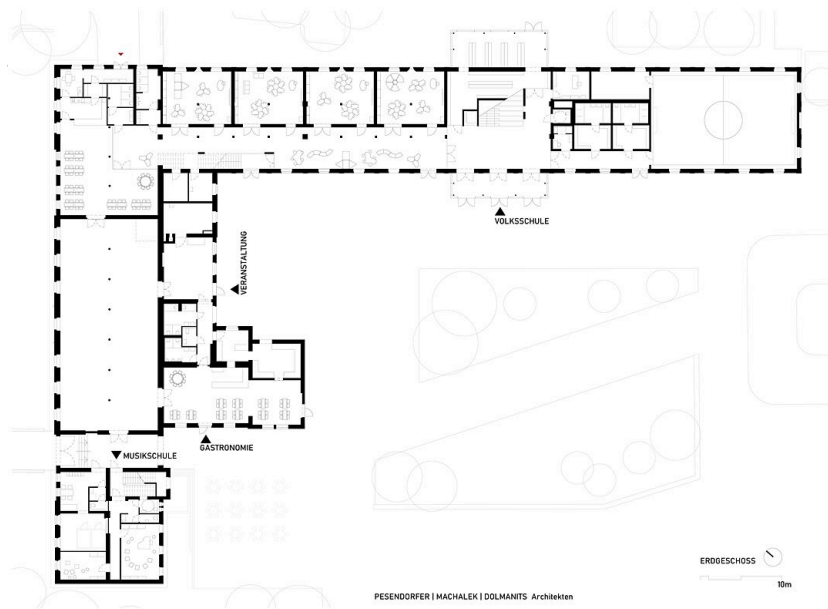 VOLKSSCHULE
VERANSTALTUNG
GASTRONOMIE
MUSIKSCHULE
ERDGESCHOSS
10m
PESENDORFER | MACHALEK | DOLMANITS Architekten